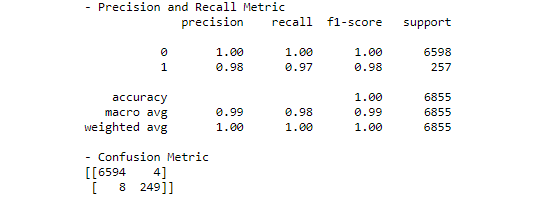 - Precision and Recall Metric
precision recall f1-score support
0 1.00 1.00 1.00 6598
1 0.98 0.97 0.98 257
accuracy 1.00 6855
macro avg 0.99 0.98 0.99 6855
weighted avg 1.00 1.00 1.00 6855
- Confusion Metric
[[6594 4]
[ 8 249]]